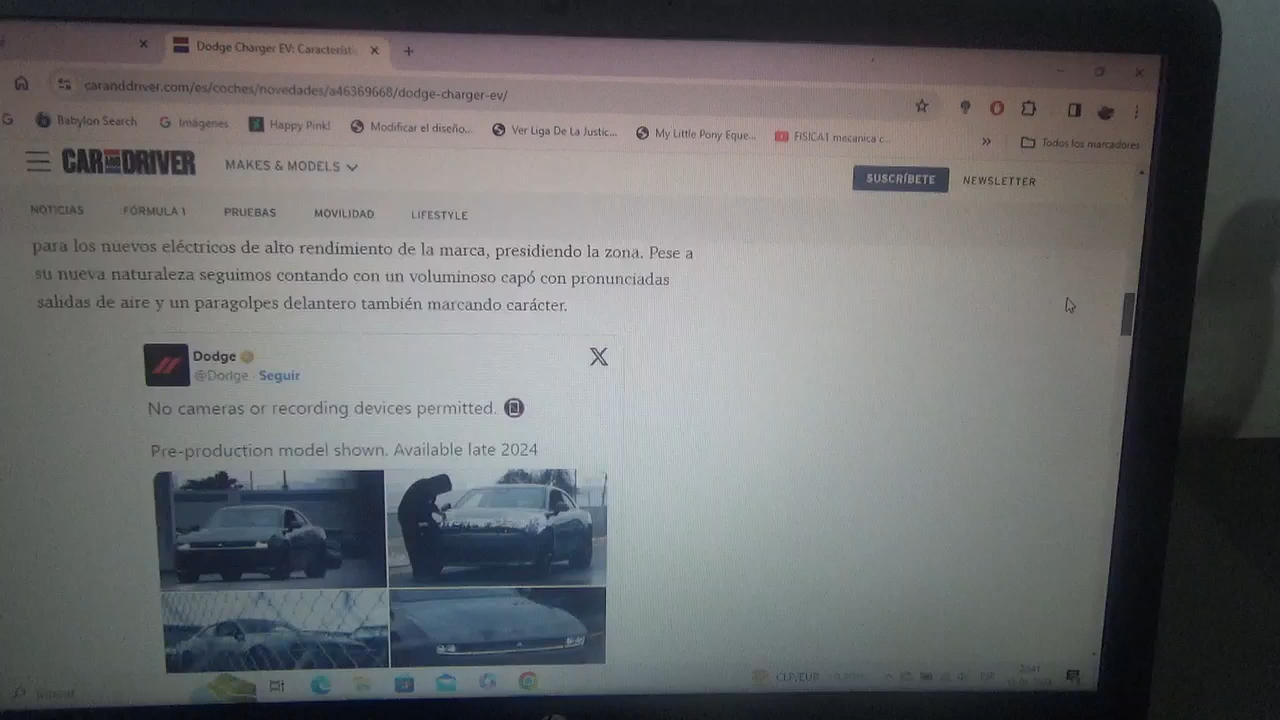 Dodge Charger EV: Característic
caranddriver.com/es/coches/novedades/a46369668/dodge-charger-ev/
G
Babylon Search
G Imágenes
Happy Pink!
Modificar el diseño...
Ver Liga De La Justic...
My Little Pony Eque...
FISICA1 mecanica c...
»
Todos los marcadores
CAR AND DRIVER
MAKES & MODELS
SUSCRÍBETE
NEWSLETTER
NOTICIAS
FÓRMULA 1
PRUEBAS
MOVILIDAD
LIFESTYLE
para los nuevos eléctricos de alto rendimiento de la marca, presidiendo la zona. Pese a
su nueva naturaleza seguimos contando con un voluminoso capó con pronunciadas
salidas de aire y un paragolpes delantero también marcando carácter.
Dodge
@Dodge · Seguir
X
No cameras or recording devices permitted.
Pre-production model shown. Available late 2024
CLP/EUR